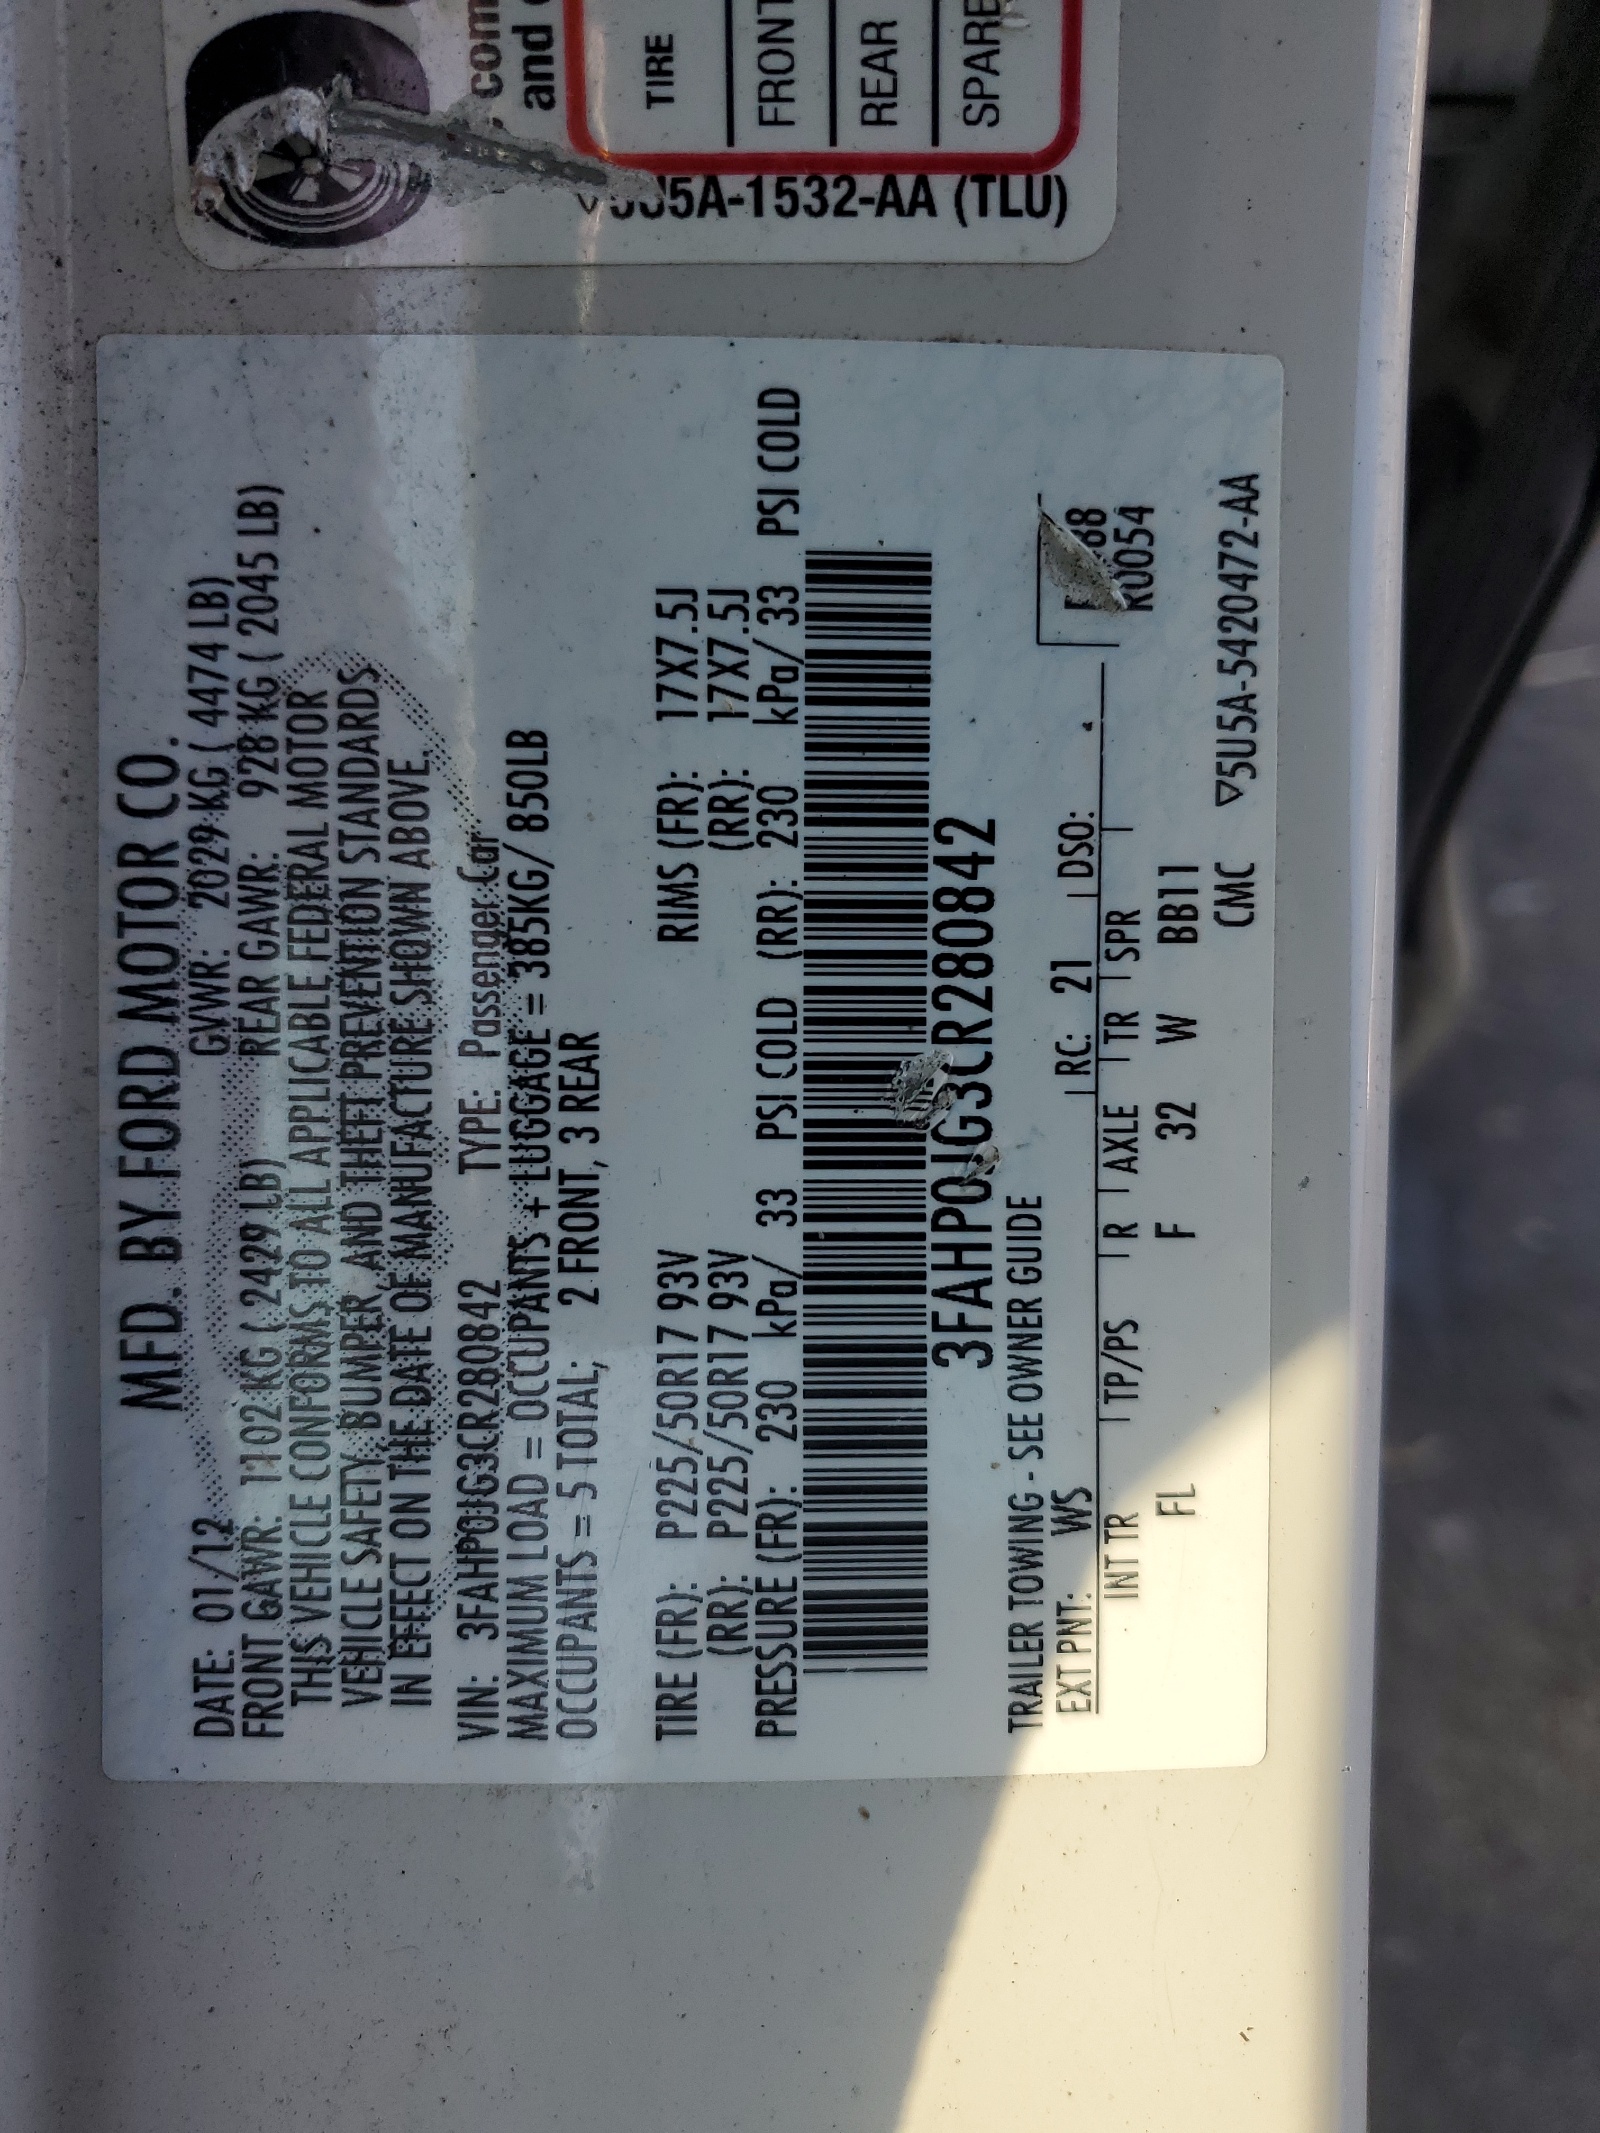 MFD. BY FORD MOTOR CO.
DATE: 01/12 GVWR: 2029 KG ( 4474 LB)
FRONT GAWR: 1102 KG ( 2429 LB) REAR GAWR: 928 KG ( 2045 LB)
THIS VEHICLE CONFORMS TO ALL APPLICABLE FEDERAL MOTOR
VEHICLE SAFETY, BUMPER, AND THEFT PREVENTION STANDARDS
IN EFFECT ON THE DATE OF MANUFACTURE SHOWN ABOVE.
VIN: 3FAHP0JG3CR280842 TYPE: Passenger Car
MAXIMUM LOAD = OCCUPANTS + LUGGAGE = 385KG/ 850LB
OCCUPANTS = 5 TOTAL; 2 FRONT, 3 REAR
TIRE (FR): P225/50R17 93V RIMS (FR): 17X7.5J
(RR): P225/50R17 93V (RR): 17X7.5J
PRESSURE (FR): 230 kPa/ 33 PSI COLD (RR): 230 kPa/ 33 PSI COLD
3FAHP0JG3CR280842
TRAILER TOWING - SEE OWNER GUIDE
EXT PNT: WS RC: 21 DSO:
INT TR TP/PS R AXLE TR SPR
R0054
FL F 32 W BB11
CMC ▽5U5A-5420472-AA
and
TIRE
FRONT
REAR
SPARE
1532-AA (TLU)